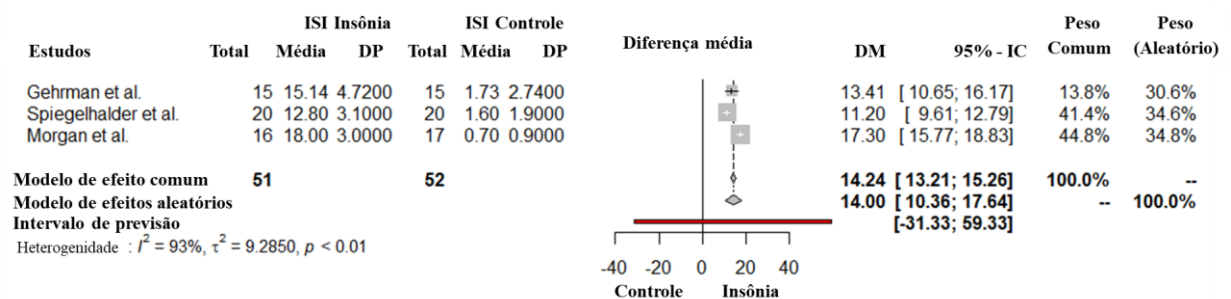 ISI Insônia ISI Controle Peso Peso
Estudos Total Média DP Total Média DP Diferença média DM 95% - IC Comum (Aleatório)
Gehrman et al. 15 15.14 4.7200 15 1.73 2.7400 13.41 [10.65; 16.17] 13.8% 30.6%
Spiegelhalder et al. 20 12.80 3.1000 20 1.60 1.9000 11.20 [ 9.61; 12.79] 41.4% 34.6%
Morgan et al. 16 18.00 3.0000 17 0.70 0.9000 17.30 [15.77; 18.83] 44.8% 34.8%
Modelo de efeito comum 51 52 14.24 [13.21; 15.26] 100.0% --
Modelo de efeitos aleatórios 14.00 [10.36; 17.64] -- 100.0%
Intervalo de previsão [-31.33; 59.33]
Heterogenidade : I² = 93%, τ² = 9.2850, p < 0.01
-40 -20 0 20 40
Controle Insônia